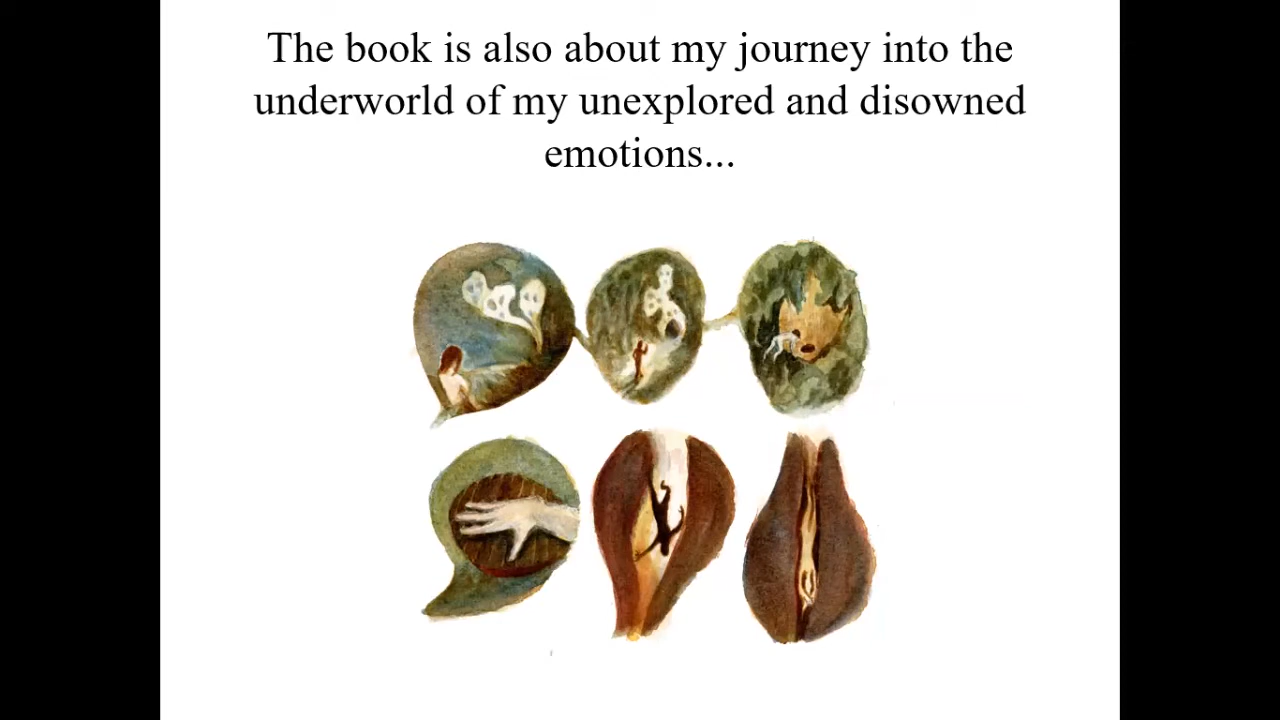 The book is also about my journey into the
underworld of my unexplored and disowned
emotions...